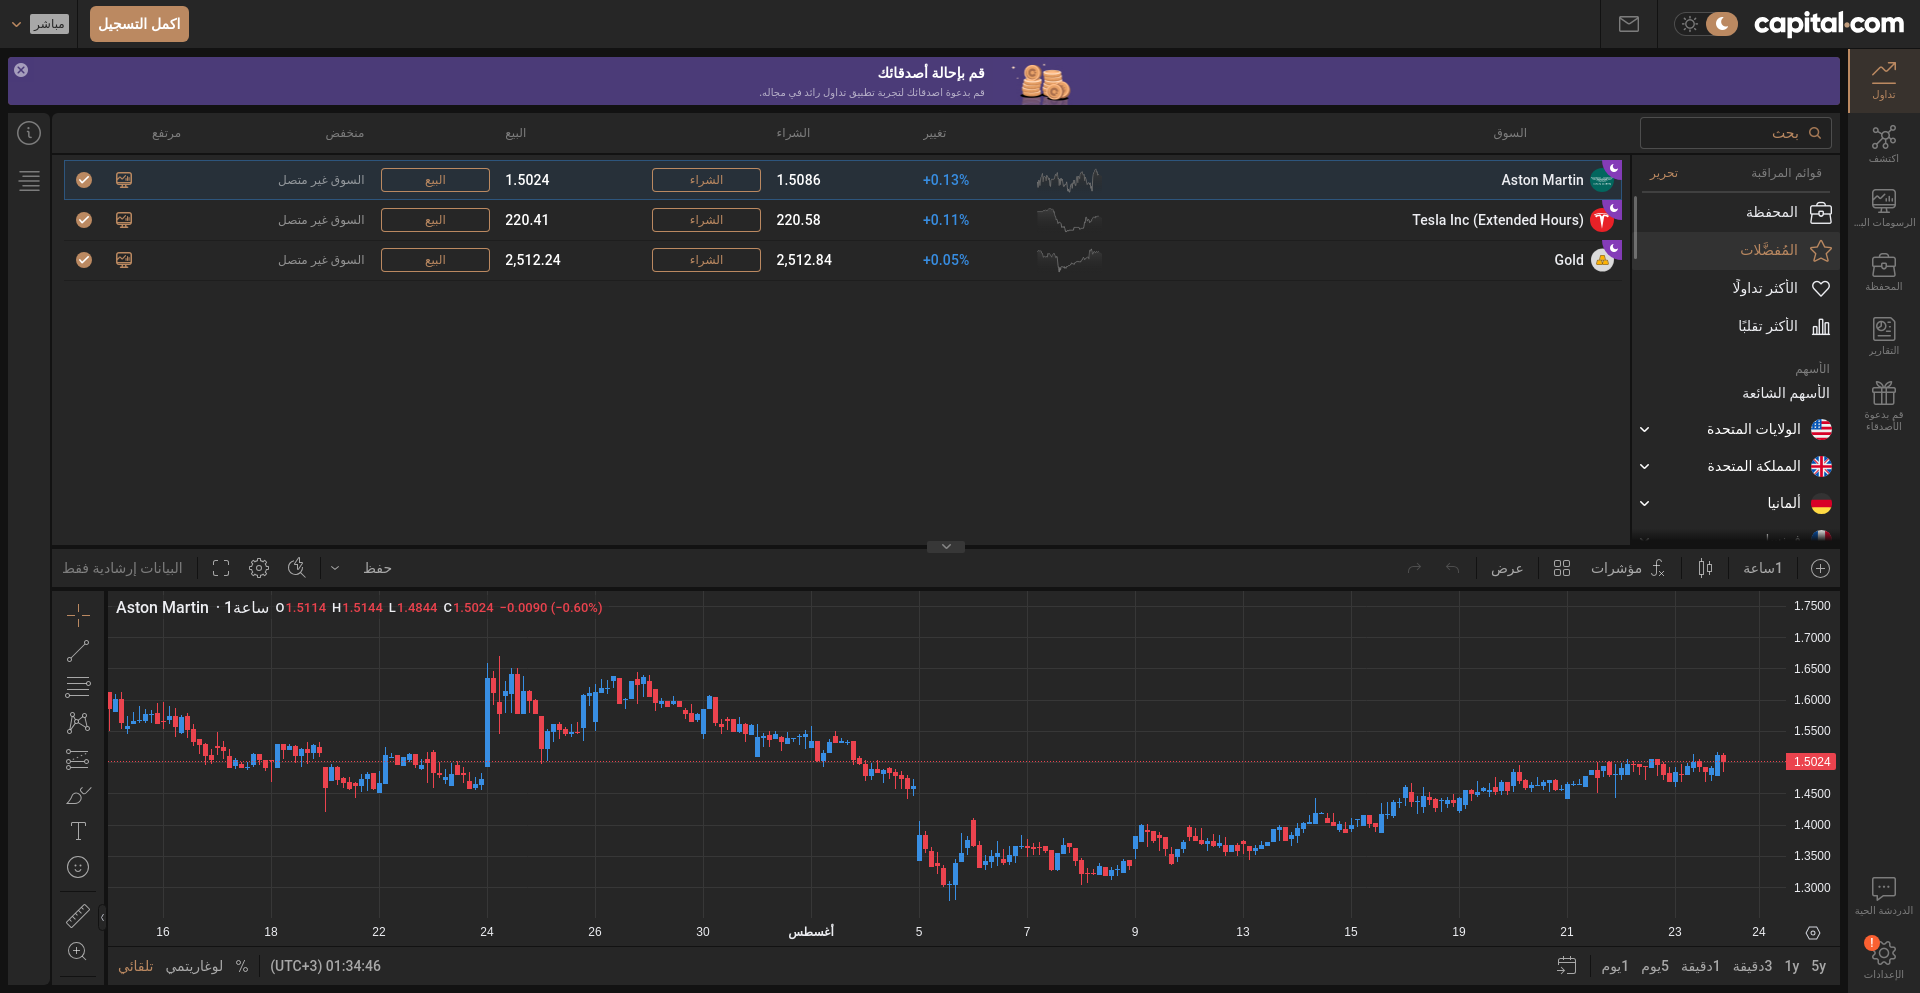 capital.com
اكمل التسجيل
مباشر
قم بإحالة أصدقائك
قم بدعوة اصدقائك لتجربة تطبيق تداول رائد في مجاله.
تداول
اكتشف
الرسومات البـ...
المحفظة
التقارير
قم بدعوة
الأصدقاء
الدردشة الحية
!
الإعدادات
بحث
قوائم المراقبة تحرير
المحفظة
المُفضَّلات
الأكثر تداولًا
الأكثر تقلبًا
الأسهم
الأسهم الشائعة
الولايات المتحدة
المملكة المتحدة
ألمانيا
السوق تغيير الشراء البيع منخفض مرتفع
Aston Martin +0.13% 1.5086 الشراء 1.5024 البيع السوق غير متصل
Tesla Inc (Extended Hours) +0.11% 220.58 الشراء 220.41 البيع السوق غير متصل
Gold +0.05% 2,512.84 الشراء 2,512.24 البيع السوق غير متصل
1ساعة مؤشرات عرض حفظ البيانات إرشادية فقط
Aston Martin · 1ساعة O1.5114 H1.5144 L1.4844 C1.5024 −0.0090 (−0.60%)
1.7500
1.7000
1.6500
1.6000
1.5500
1.5024
1.4500
1.4000
1.3500
1.3000
16 18 22 24 26 30 أغسطس 5 7 9 13 15 19 21 23 24
5y 1y 3دقيقة 1دقيقة 5يوم 1يوم
01:34:46 (UTC+3) % لوغاريتمي تلقائي